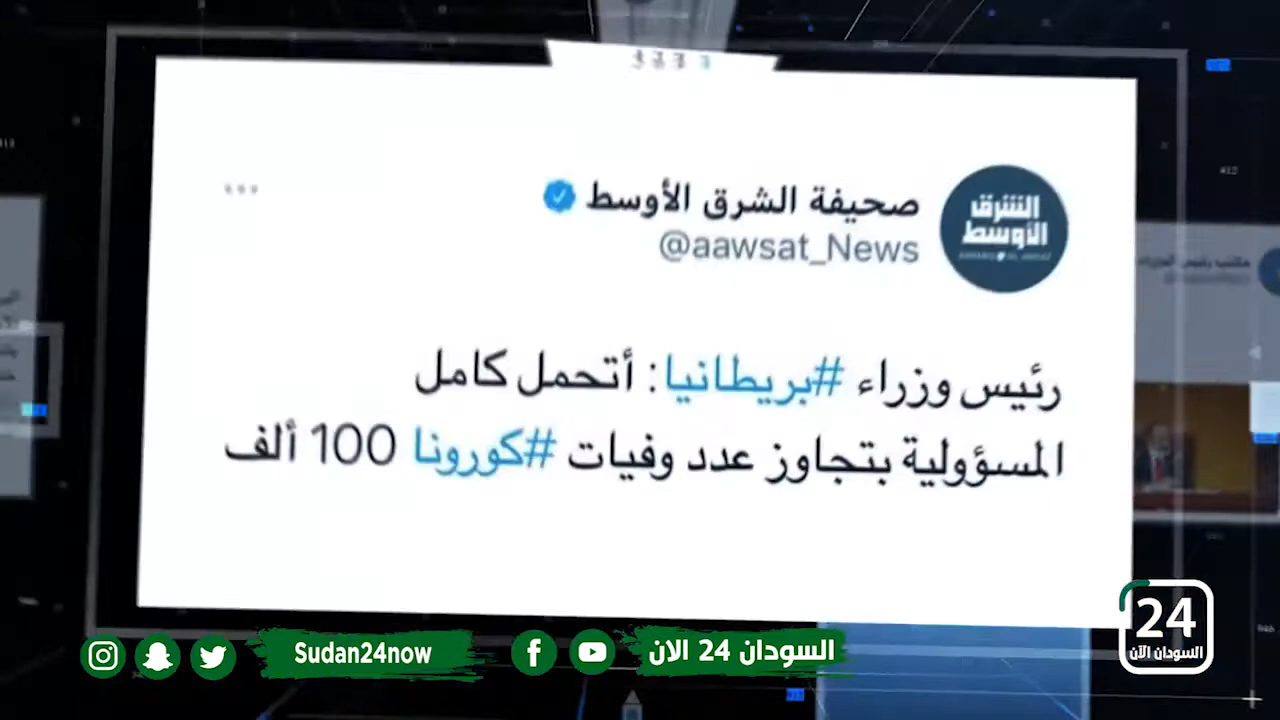 صحيفة الشرق الأوسط
@aawsat_News
الشرق الأوسط
رئيس وزراء #بريطانيا: أتحمل كامل
المسؤولية بتجاوز عدد وفيات #كورونا 100 ألف
24
السودان الآن
السودان 24 الان
Sudan24now